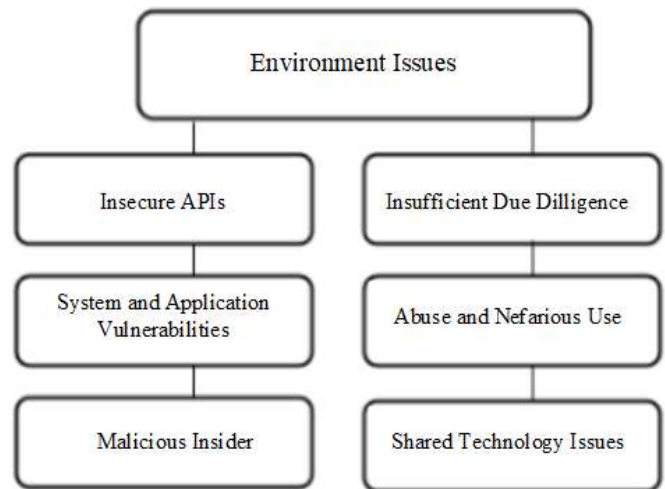 Environment Issues
Insecure APIs
Insufficient Due Dilligence
System and Application
Vulnerabilities
Abuse and Nefarious Use
Malicious Insider
Shared Technology Issues